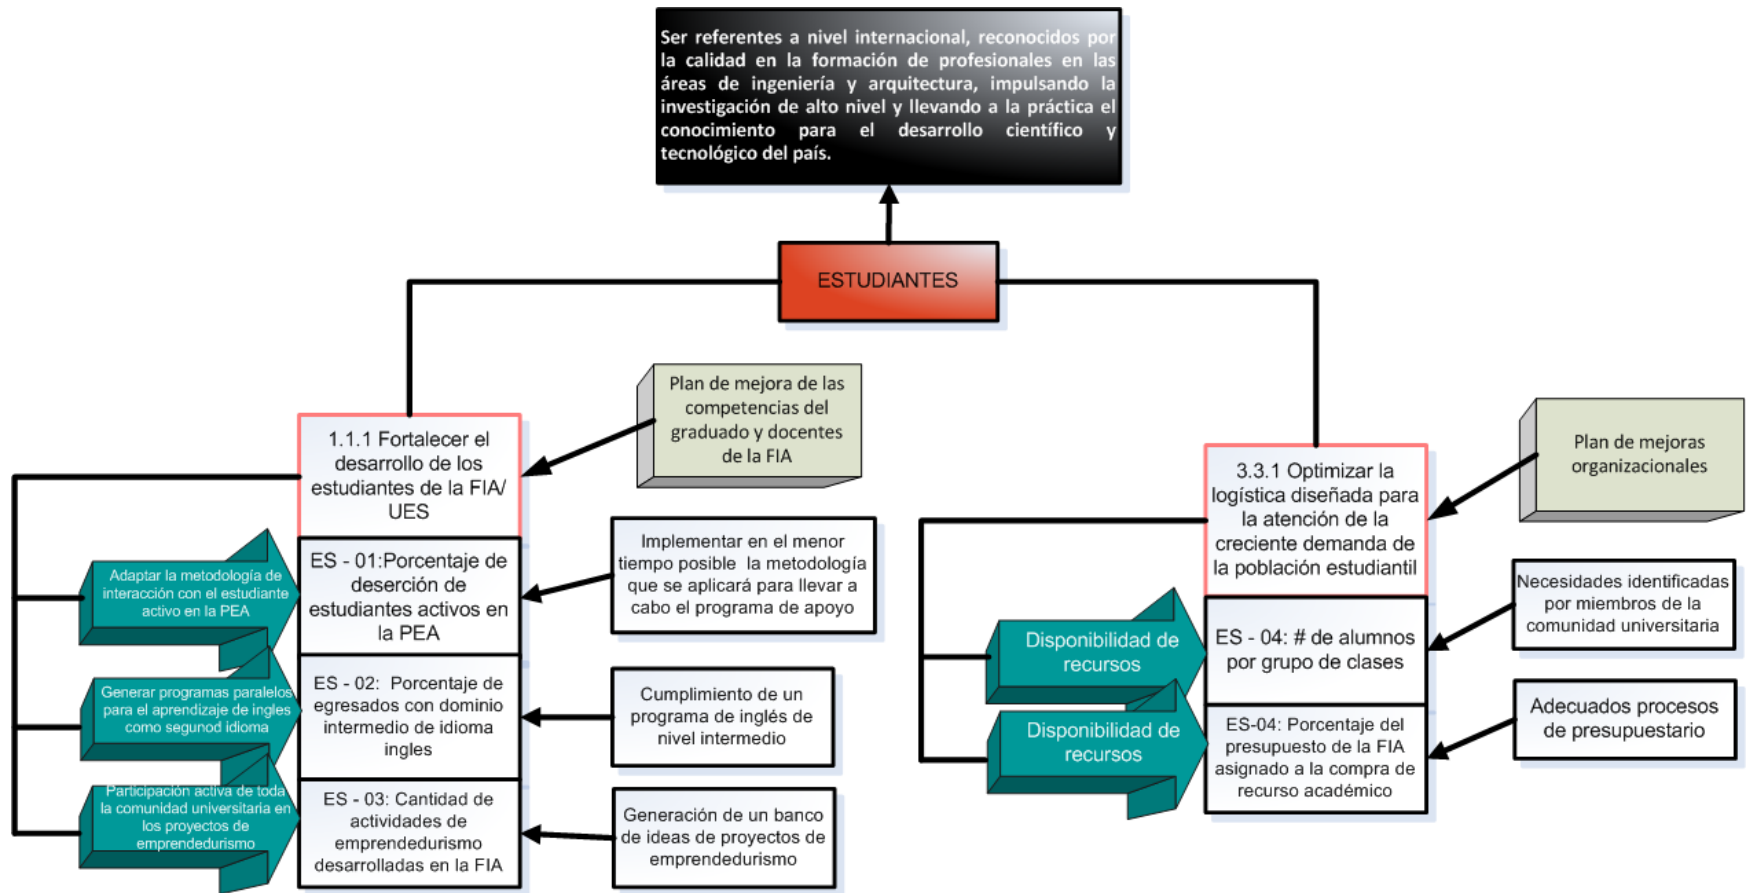 Ser referentes a nivel internacional, reconocidos por
la calidad en la formación de profesionales en las
áreas de ingeniería y arquitectura, impulsando la
investigación de alto nivel y llevando a la práctica el
conocimiento para el desarrollo científico y
tecnológico del país.
ESTUDIANTES
Plan de mejora de las
competencias del
graduado y docentes
de la FIA
1.1.1 Fortalecer el
desarrollo de los
estudiantes de la FIA/
UES
Adaptar la metodología de
interacción con el estudiante
activo en la PEA
ES - 01:Porcentaje de
deserción de
estudiantes activos en
la PEA
Implementar en el menor
tiempo posible la metodología
que se aplicará para llevar a
cabo el programa de apoyo
Generar programas paralelos
para el aprendizaje de ingles
como segunod idioma
ES - 02: Porcentaje de
egresados con dominio
intermedio de idioma
ingles
Cumplimiento de un
programa de inglés de
nivel intermedio
Participación activa de toda
la comunidad universitaria en
los proyectos de
emprendedurismo
ES - 03: Cantidad de
actividades de
emprendedurismo
desarrolladas en la FIA
Generación de un banco
de ideas de proyectos de
emprendedurismo
Plan de mejoras
organizacionales
3.3.1 Optimizar la
logística diseñada para
la atención de la
creciente demanda de
la población estudiantil
Disponibilidad de
recursos
ES - 04: # de alumnos
por grupo de clases
Necesidades identificadas
por miembros de la
comunidad universitaria
Disponibilidad de
recursos
ES-04: Porcentaje del
presupuesto de la FIA
asignado a la compra de
recurso académico
Adecuados procesos
de presupuestario